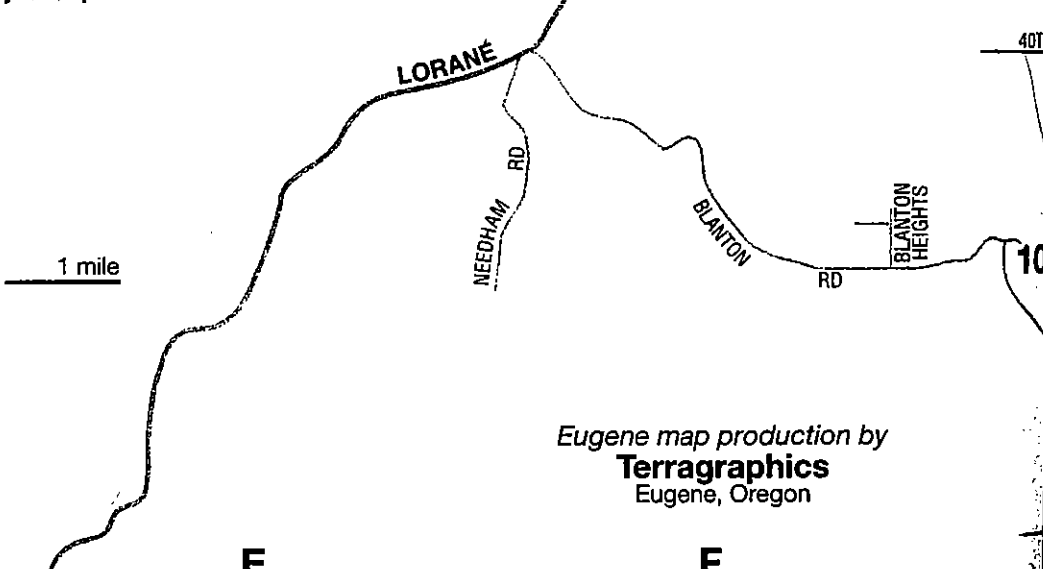 40T
LORANE
RD
NEEDHAM
BLANTON
RD
BLANTON
HEIGHTS
10
1 mile
Eugene map production by
Terragraphics
Eugene, Oregon